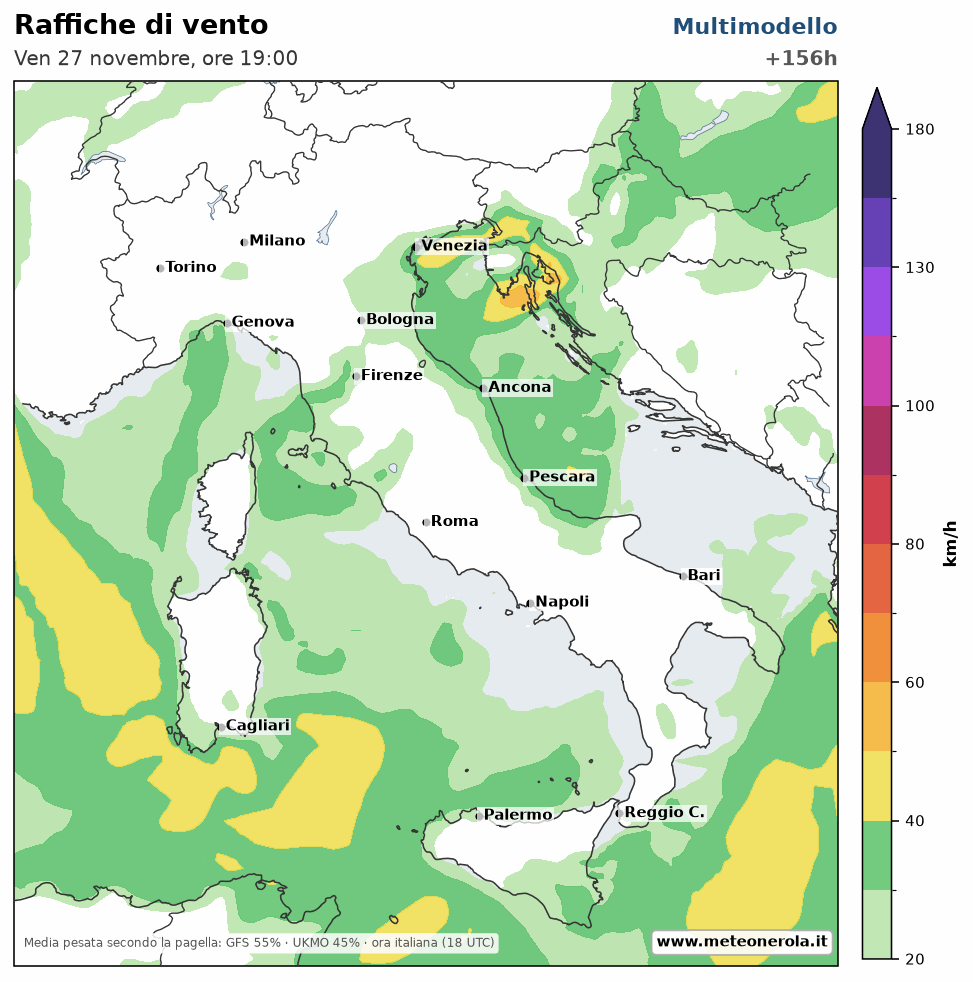 Raffiche di vento
Multimodello
Ven 27 novembre, ore 19:00
+156h
180
130
100
80
60
40
20
km/h
Milano
Venezia
Torino
Genova
Bologna
Firenze
Ancona
Pescara
Roma
Bari
Napoli
Cagliari
Palermo
Reggio C.
Media pesata secondo la pagella: GFS 55% · UKMO 45% · ora italiana (18 UTC)
www.meteonerola.it